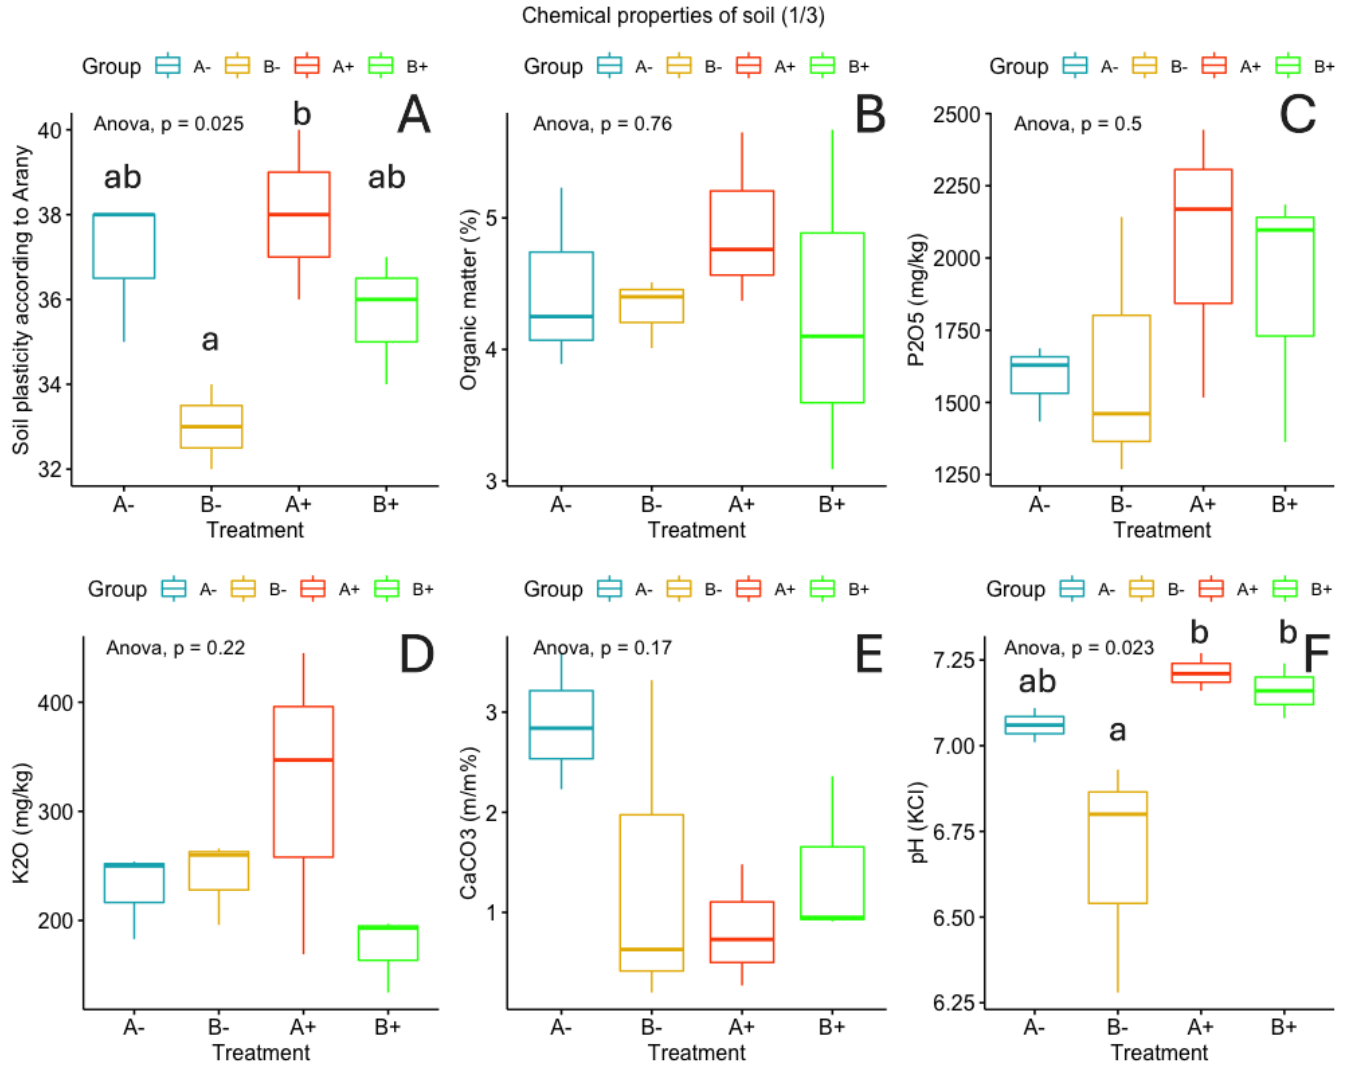 Chemical properties of soil (1/3)
Group A- B- A+ B+
Group A- B- A+ B+
Group A- B- A+ B+
A
Anova, p = 0.025
b
ab
ab
a
Soil plasticity according to Arany
40
38
36
34
32
A- B- A+ B+
Treatment
B
Anova, p = 0.76
Organic matter (%)
5
4
3
A- B- A+ B+
Treatment
C
Anova, p = 0.5
P2O5 (mg/kg)
2500
2250
2000
1750
1500
1250
A- B- A+ B+
Treatment
Group A- B- A+ B+
Group A- B- A+ B+
Group A- B- A+ B+
D
Anova, p = 0.22
K2O (mg/kg)
400
300
200
A- B- A+ B+
Treatment
E
Anova, p = 0.17
CaCO3 (m/m%)
3
2
1
A- B- A+ B+
Treatment
F
Anova, p = 0.023
b
b
ab
a
pH (KCl)
7.25
7.00
6.75
6.50
6.25
A- B- A+ B+
Treatment